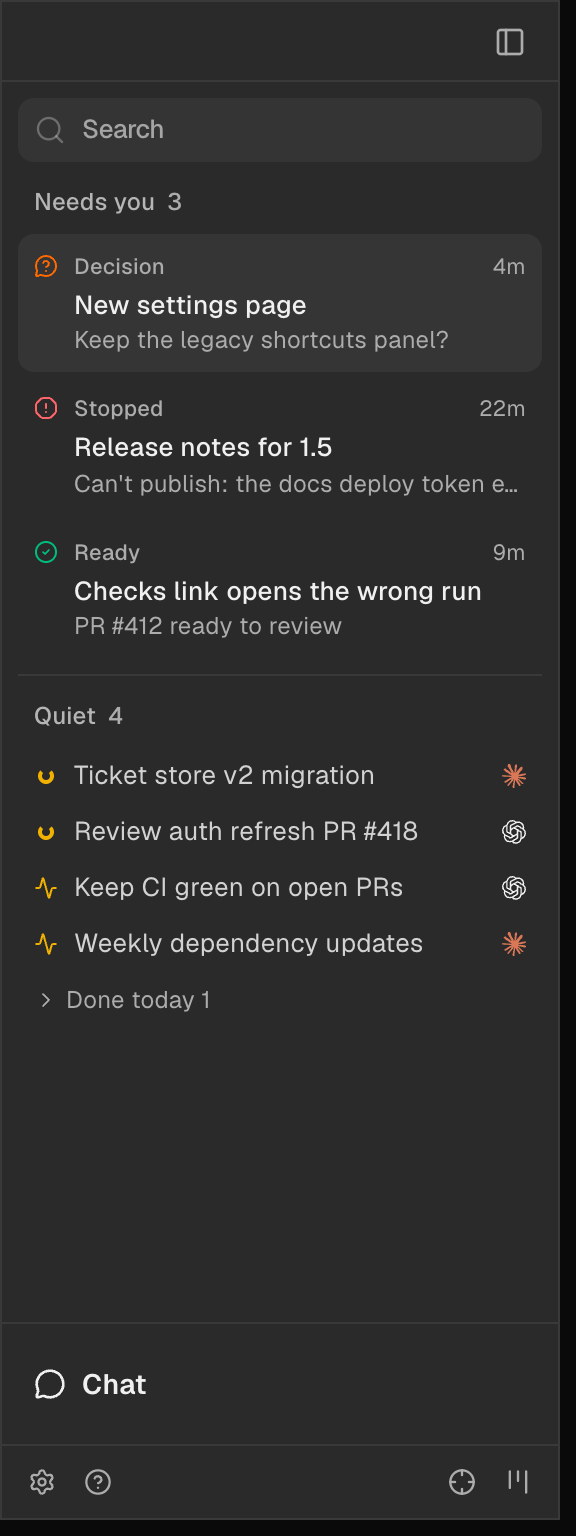 Search
Needs you 3
Decision 4m
New settings page
Keep the legacy shortcuts panel?
Stopped 22m
Release notes for 1.5
Can't publish: the docs deploy token e...
Ready 9m
Checks link opens the wrong run
PR #412 ready to review
Quiet 4
Ticket store v2 migration
Review auth refresh PR #418
Keep CI green on open PRs
Weekly dependency updates
Done today 1
Chat